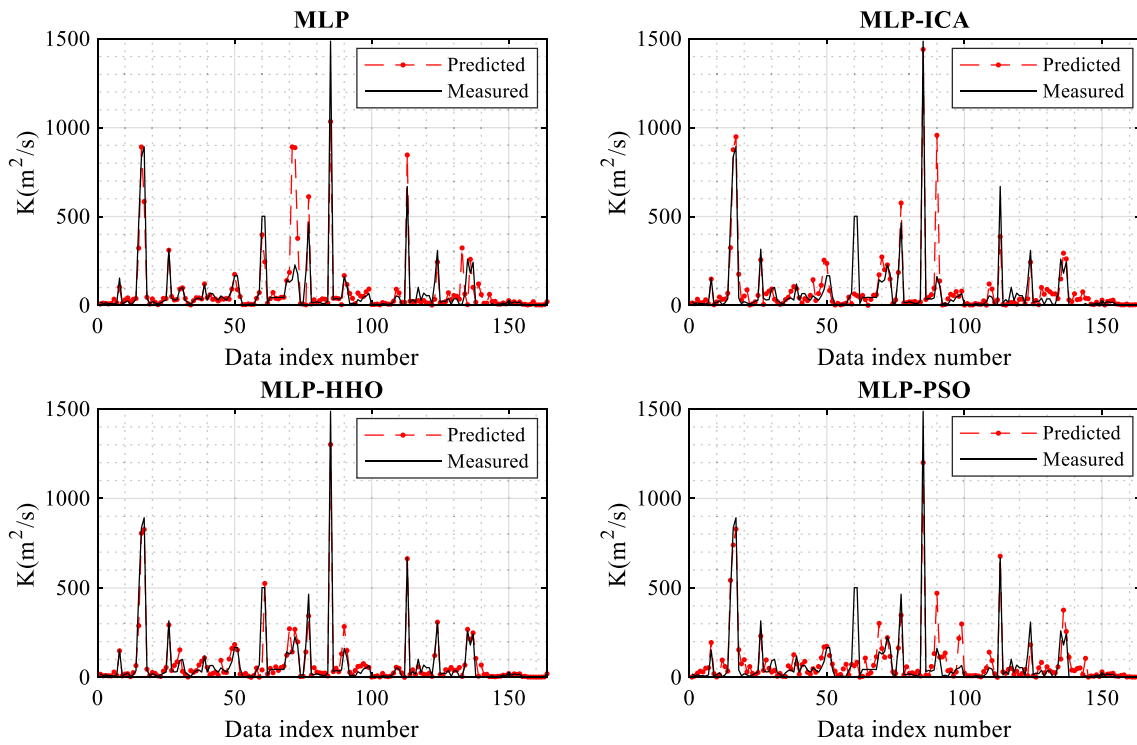 MLP
1500
1000
500
0
K(m²/s)
Predicted
Measured
0
50
100
150
Data index number
MLP-ICA
1500
1000
500
0
K(m²/s)
Predicted
Measured
0
50
100
150
Data index number
MLP-HHO
1500
1000
500
0
K(m²/s)
Predicted
Measured
0
50
100
150
Data index number
MLP-PSO
1500
1000
500
0
K(m²/s)
Predicted
Measured
0
50
100
150
Data index number